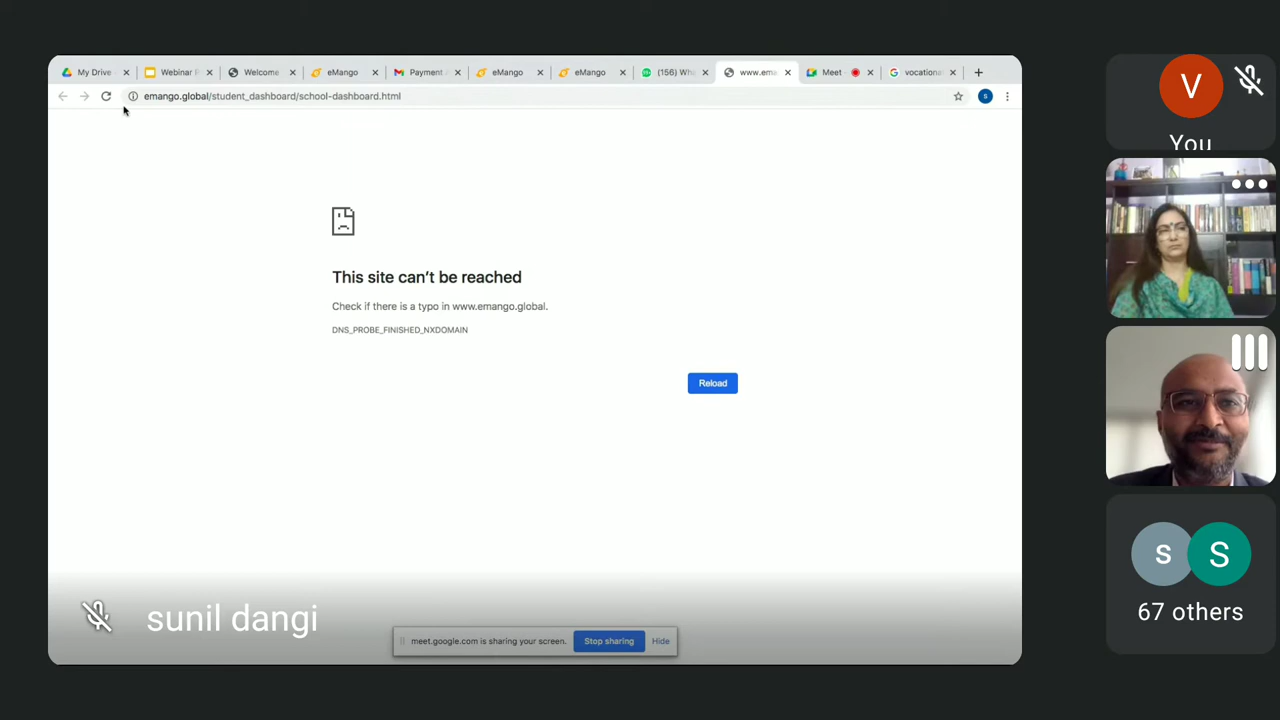 My Drive
Webinar
Welcome
eMango
Payment
eMango
eMango
(156) Wh
www.em
Meet
vocation
emango.global/student_dashboard/school-dashboard.html
S
This site can't be reached
Check if there is a typo in www.emango.global.
DNS_PROBE_FINISHED_NXDOMAIN
Reload
sunil dangi
meet.google.com is sharing your screen.
Stop sharing
Hide
V
You
s
S
67 others